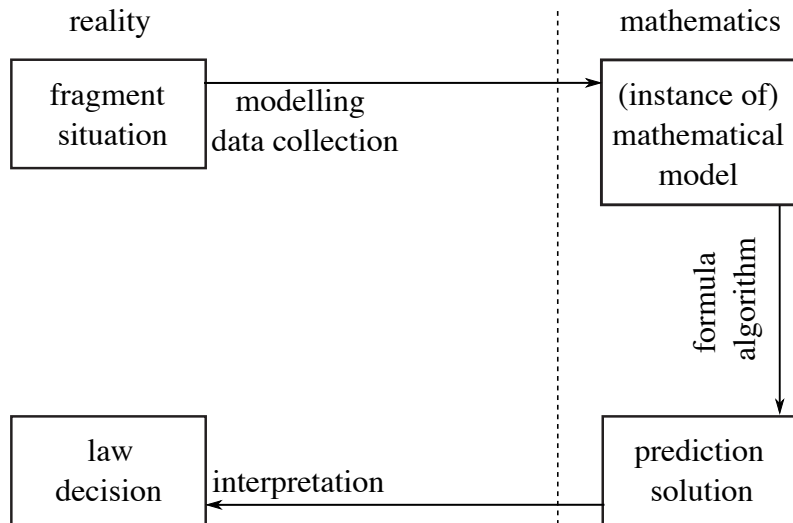 reality
mathematics
fragment
situation
modelling
data collection
(instance of)
mathematical
model
formula
algorithm
law
decision
interpretation
prediction
solution